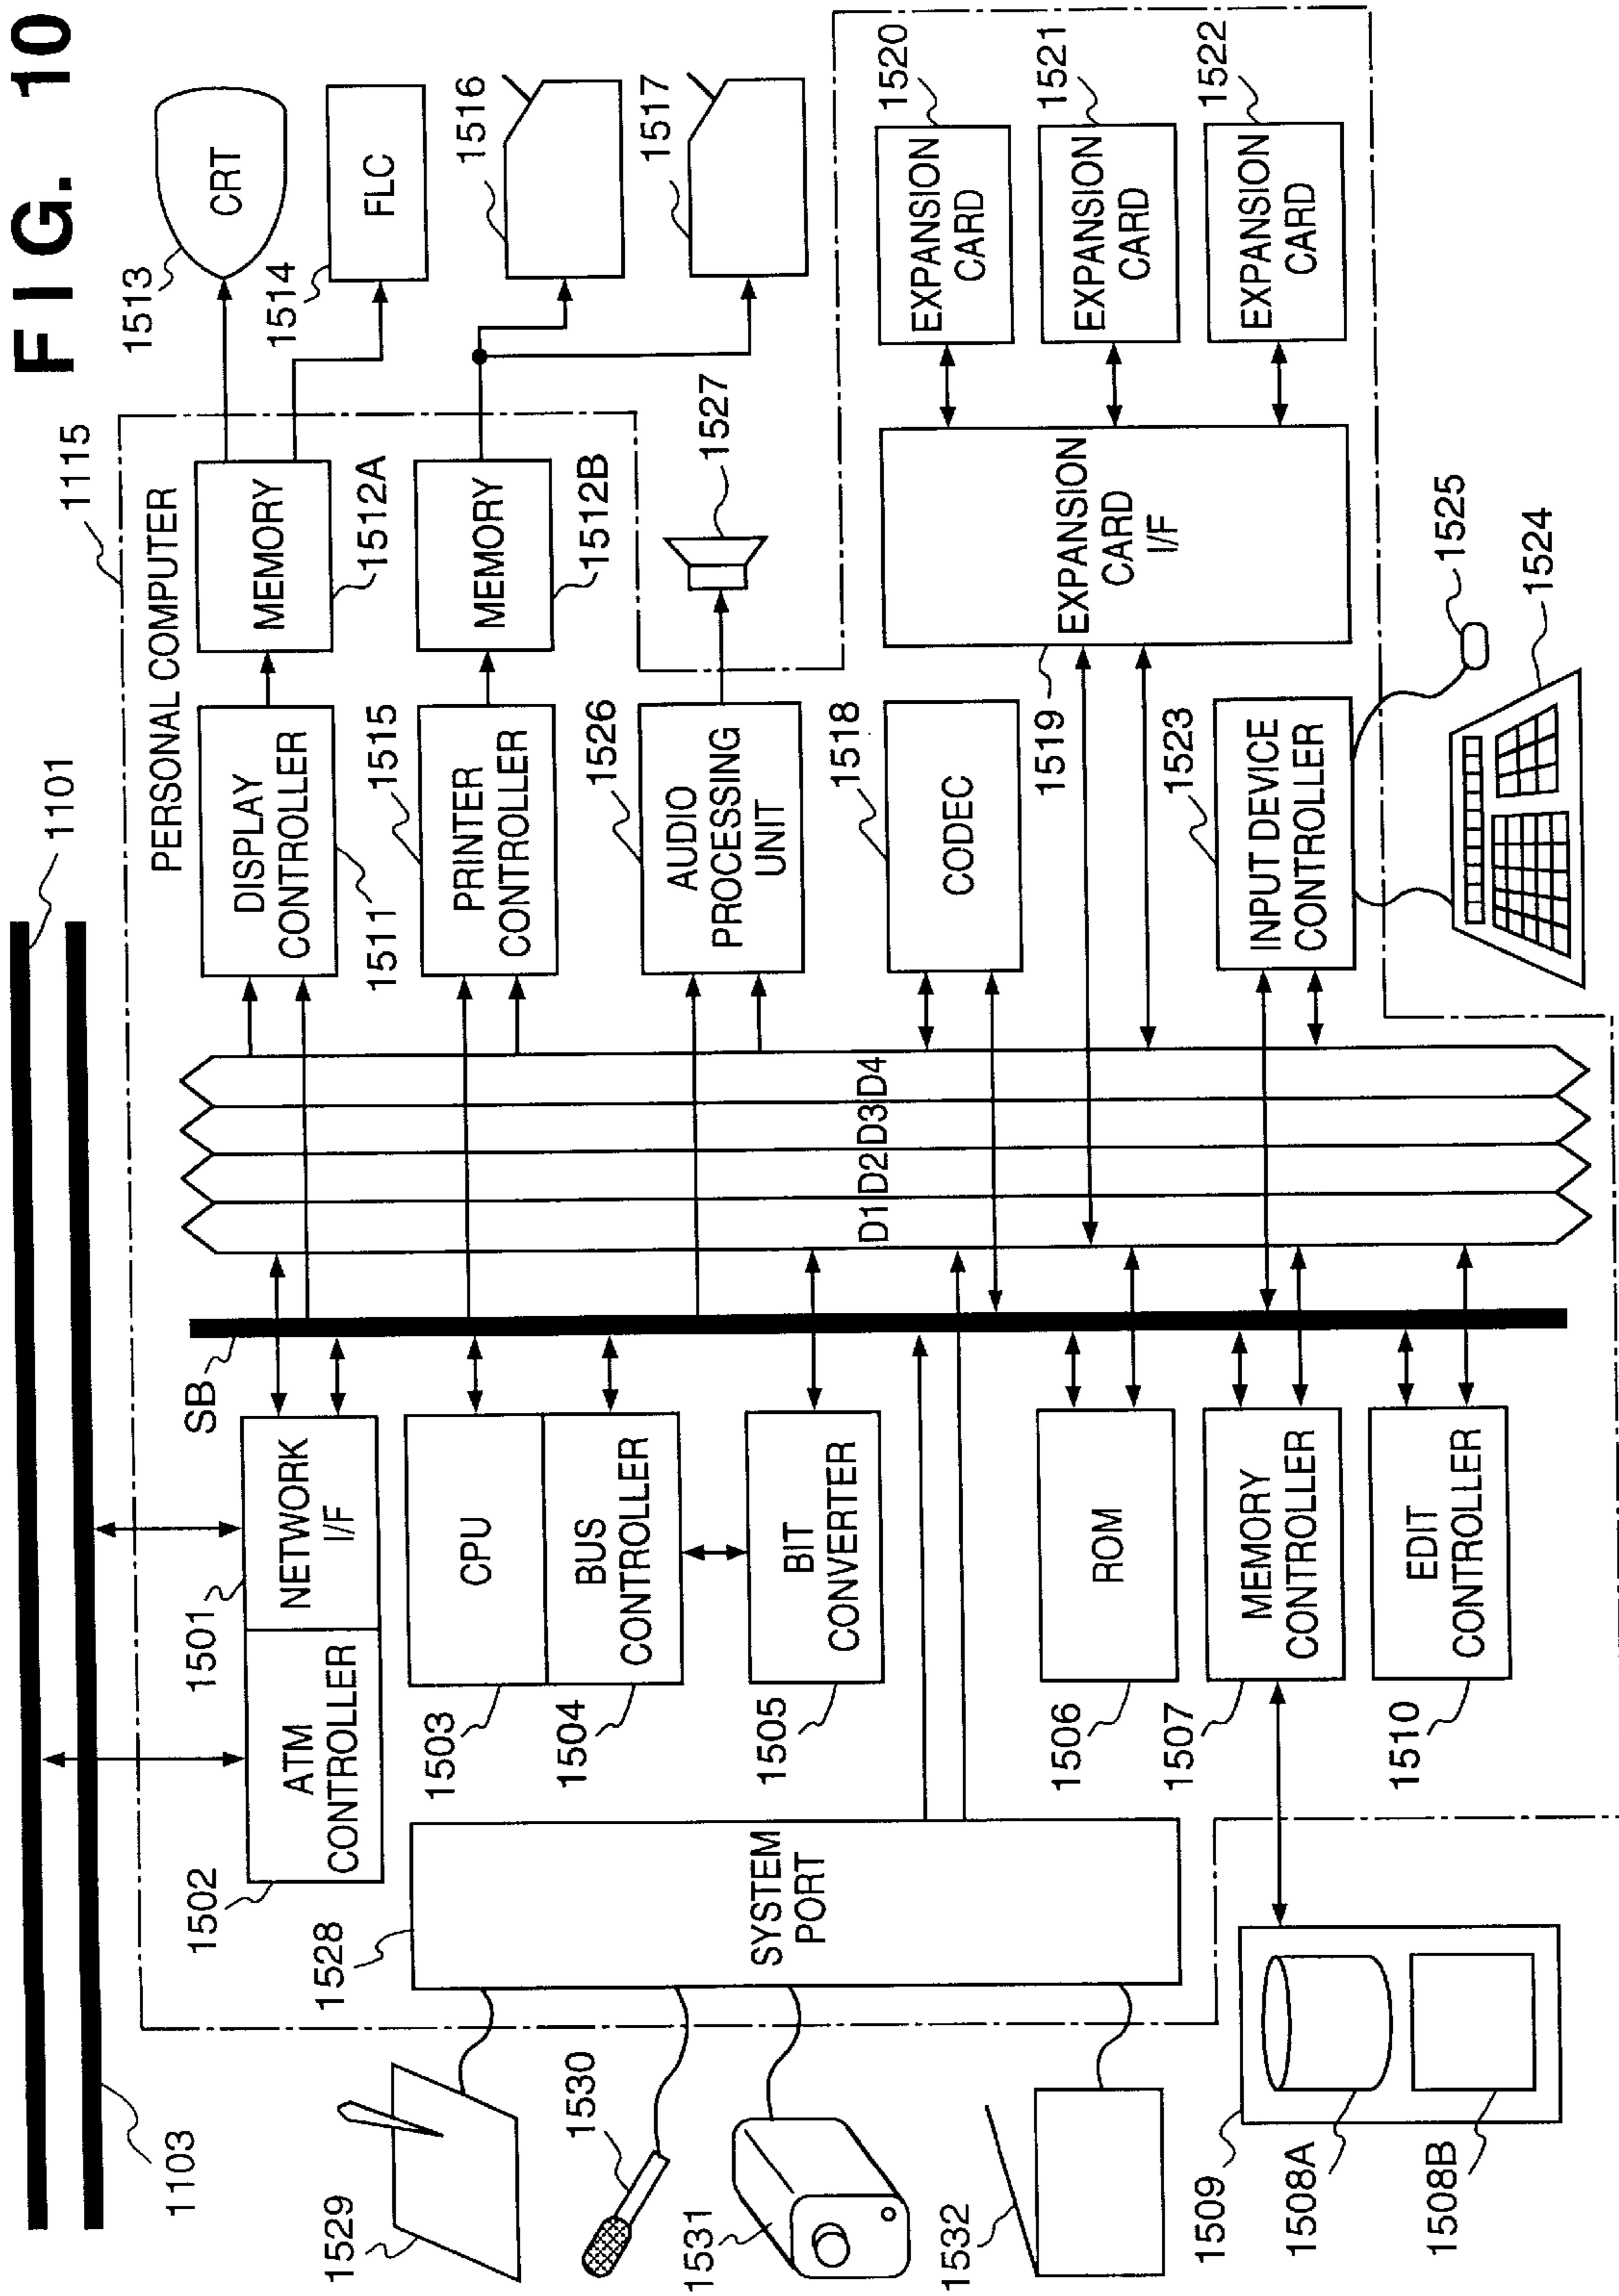 FIG. 10
1101
1103
1115
PERSONAL COMPUTER
1502
ATM
CONTROLLER
1501
NETWORK
I/F
SB
DISPLAY
CONTROLLER
1511
MEMORY
1512A
1513
CRT
1514
FLC
1503
CPU
1504
BUS
CONTROLLER
1515
PRINTER
CONTROLLER
MEMORY
1512B
1516
1517
1505
BIT
CONVERTER
1526
AUDIO
PROCESSING
UNIT
1527
1528
SYSTEM
PORT
1529
1530
1531
1532
D1
D2
D3
D4
1518
CODEC
1506
ROM
1519
EXPANSION
CARD
I/F
1520
EXPANSION
CARD
1521
EXPANSION
CARD
1522
EXPANSION
CARD
1507
MEMORY
CONTROLLER
1523
INPUT DEVICE
CONTROLLER
1525
1524
1510
EDIT
CONTROLLER
1509
1508A
1508B